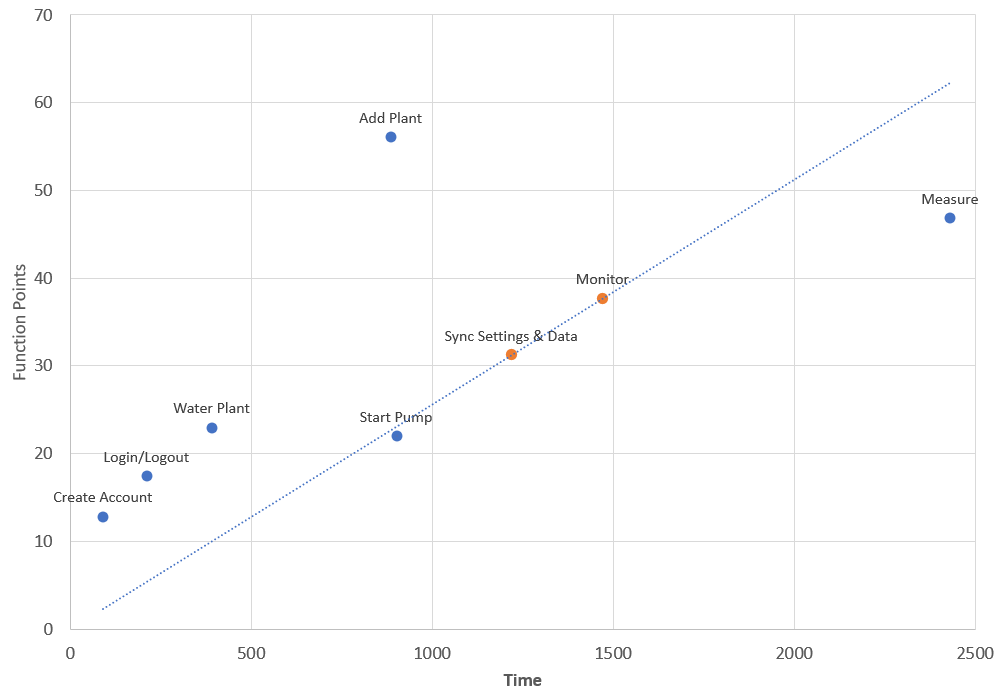 70
60
50
40
30
20
10
0
Function Points
Add Plant
Measure
Monitor
Sync Settings & Data
Water Plant
Start Pump
Login/Logout
Create Account
0 500 1000 1500 2000 2500
Time